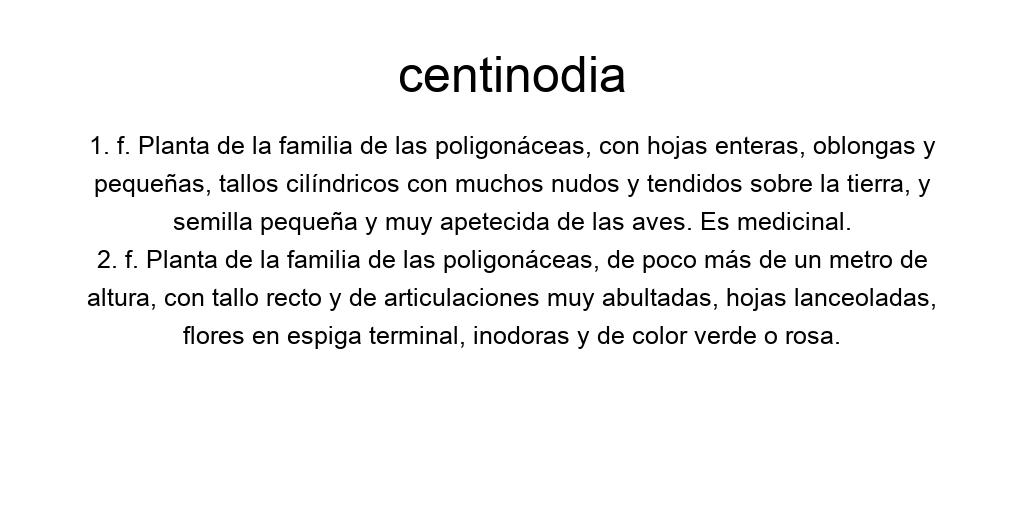 centinodia
1. f. Planta de la familia de las poligonáceas, con hojas enteras, oblongas y
pequeñas, tallos cilíndricos con muchos nudos y tendidos sobre la tierra, y
semilla pequeña y muy apetecida de las aves. Es medicinal.
2. f. Planta de la familia de las poligonáceas, de poco más de un metro de
altura, con tallo recto y de articulaciones muy abultadas, hojas lanceoladas,
flores en espiga terminal, inodoras y de color verde o rosa.